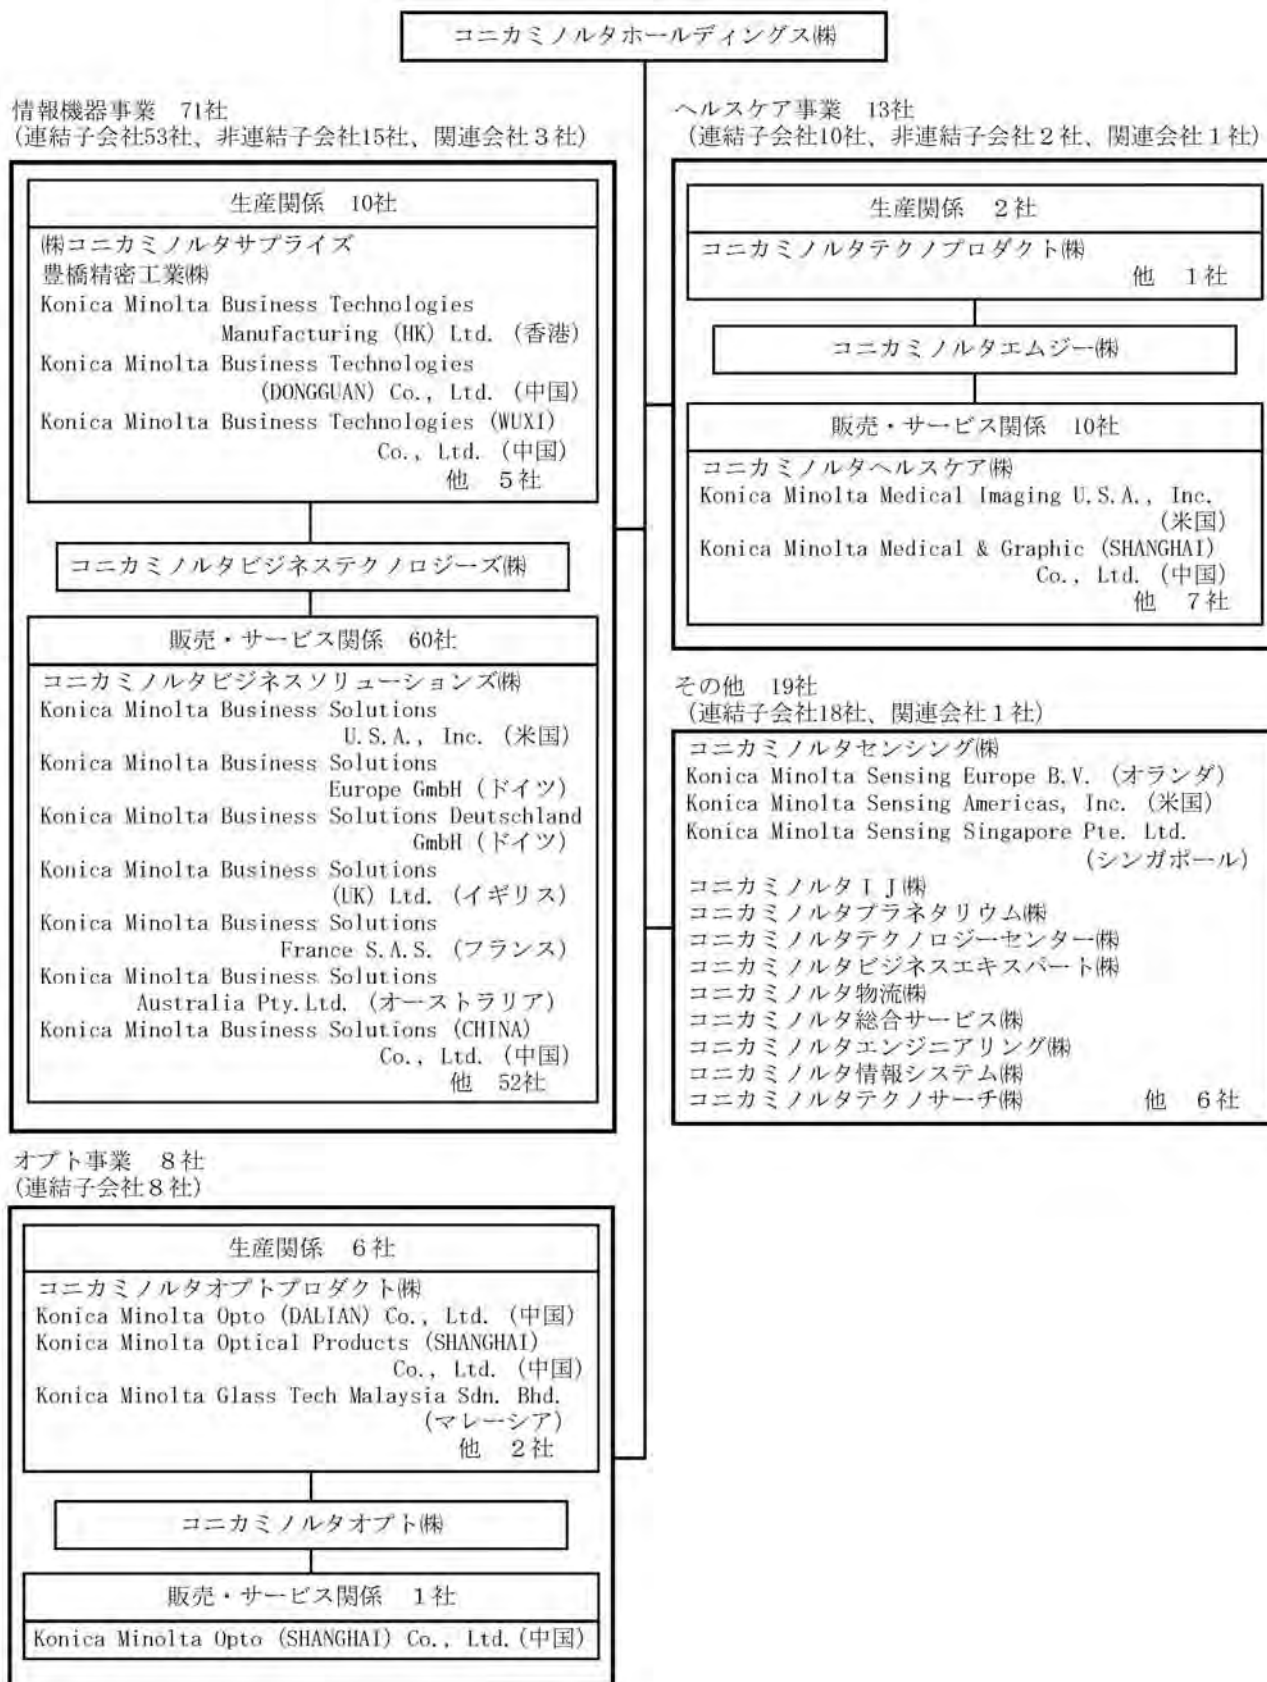 コニカミノルタホールディングス㈱
情報機器事業　71社
(連結子会社53社、非連結子会社15社、関連会社３社)
生産関係　10社
㈱コニカミノルタサプライズ
豊橋精密工業㈱
Konica Minolta Business Technologies
Manufacturing (HK) Ltd. (香港)
Konica Minolta Business Technologies
(DONGGUAN) Co., Ltd. (中国)
Konica Minolta Business Technologies (WUXI)
Co., Ltd. (中国)
他　５社
コニカミノルタビジネステクノロジーズ㈱
販売・サービス関係　60社
コニカミノルタビジネスソリューションズ㈱
Konica Minolta Business Solutions
U.S.A., Inc. (米国)
Konica Minolta Business Solutions
Europe GmbH (ドイツ)
Konica Minolta Business Solutions Deutschland
GmbH (ドイツ)
Konica Minolta Business Solutions
(UK) Ltd. (イギリス)
Konica Minolta Business Solutions
France S.A.S. (フランス)
Konica Minolta Business Solutions
Australia Pty.Ltd. (オーストラリア)
Konica Minolta Business Solutions (CHINA)
Co., Ltd. (中国)
他　52社
オプト事業　８社
(連結子会社８社)
生産関係　６社
コニカミノルタオプトプロダクト㈱
Konica Minolta Opto (DALIAN) Co., Ltd. (中国)
Konica Minolta Optical Products (SHANGHAI)
Co., Ltd. (中国)
Konica Minolta Glass Tech Malaysia Sdn. Bhd.
(マレーシア)
他　２社
コニカミノルタオプト㈱
販売・サービス関係　１社
Konica Minolta Opto (SHANGHAI) Co., Ltd.(中国)
ヘルスケア事業　13社
(連結子会社10社、非連結子会社２社、関連会社１社)
生産関係　２社
コニカミノルタテクノプロダクト㈱
他　１社
コニカミノルタエムジー㈱
販売・サービス関係　10社
コニカミノルタヘルスケア㈱
Konica Minolta Medical Imaging U.S.A., Inc.
(米国)
Konica Minolta Medical & Graphic (SHANGHAI)
Co., Ltd. (中国)
他　７社
その他　19社
(連結子会社18社、関連会社１社)
コニカミノルタセンシング㈱
Konica Minolta Sensing Europe B.V. (オランダ)
Konica Minolta Sensing Americas, Inc. (米国)
Konica Minolta Sensing Singapore Pte. Ltd.
(シンガポール)
コニカミノルタＩＪ㈱
コニカミノルタプラネタリウム㈱
コニカミノルタテクノロジーセンター㈱
コニカミノルタビジネスエキスパート㈱
コニカミノルタ物流㈱
コニカミノルタ総合サービス㈱
コニカミノルタエンジニアリング㈱
コニカミノルタ情報システム㈱
コニカミノルタテクノサーチ㈱　他　６社